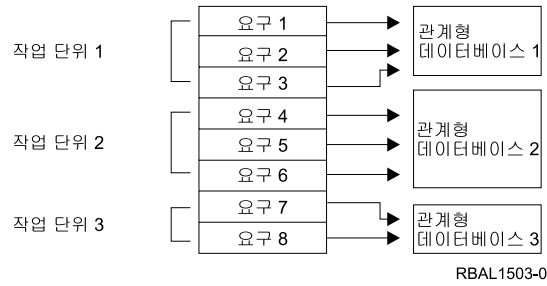 작업 단위 1
요구 1
요구 2
요구 3
관계형
데이터베이스 1
작업 단위 2
요구 4
요구 5
요구 6
관계형
데이터베이스 2
작업 단위 3
요구 7
요구 8
관계형
데이터베이스 3
RBAL1503-0